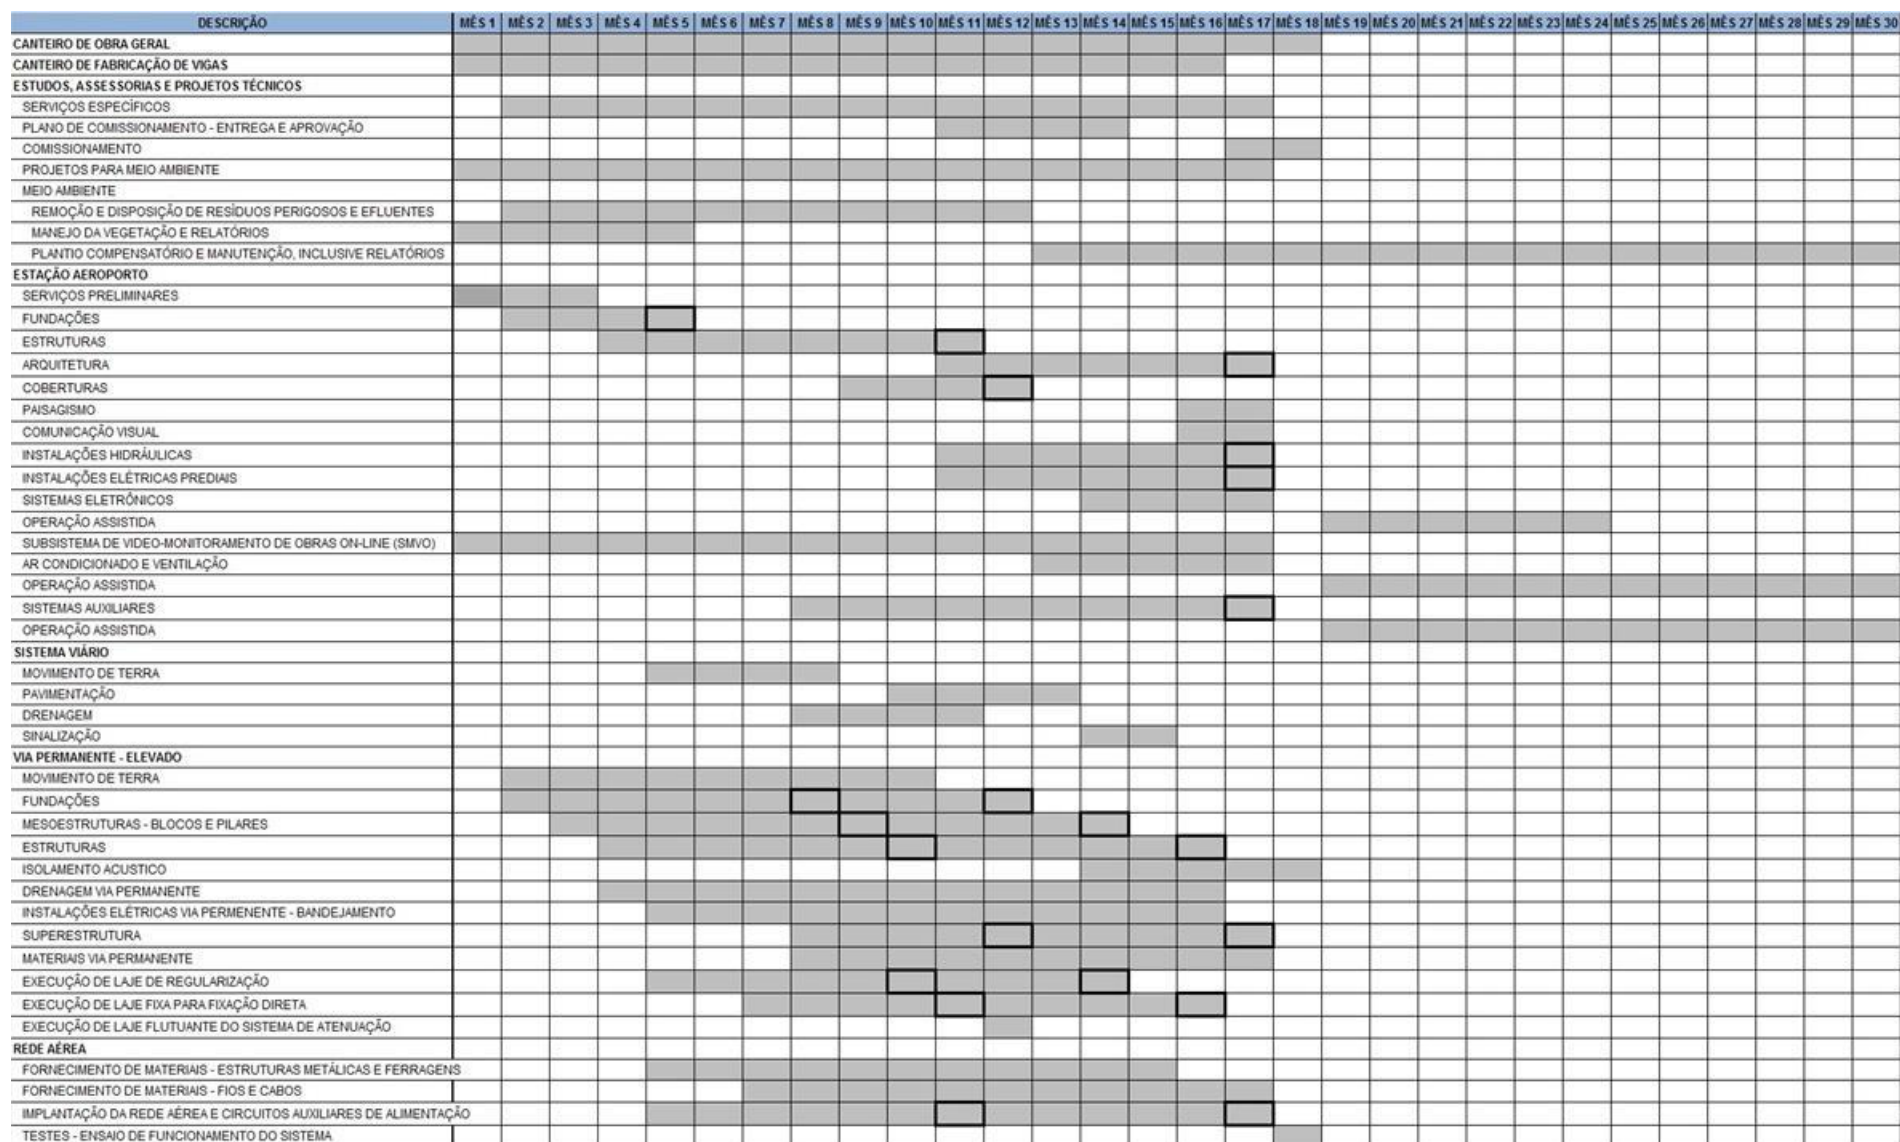 DESCRIÇÃO MÊS 1 MÊS 2 MÊS 3 MÊS 4 MÊS 5 MÊS 6 MÊS 7 MÊS 8 MÊS 9 MÊS 10 MÊS 11 MÊS 12 MÊS 13 MÊS 14 MÊS 15 MÊS 16 MÊS 17 MÊS 18 MÊS 19 MÊS 20 MÊS 21 MÊS 22 MÊS 23 MÊS 24 MÊS 25 MÊS 26 MÊS 27 MÊS 28 MÊS 29 MÊS 30
CANTEIRO DE OBRA GERAL
CANTEIRO DE FABRICAÇÃO DE VIGAS
ESTUDOS, ASSESSORIAS E PROJETOS TÉCNICOS
SERVIÇOS ESPECÍFICOS
PLANO DE COMISSIONAMENTO - ENTREGA E APROVAÇÃO
COMISSIONAMENTO
PROJETOS PARA MEIO AMBIENTE
MEIO AMBIENTE
REMOÇÃO E DISPOSIÇÃO DE RESÍDUOS PERIGOSOS E EFLUENTES
MANEJO DA VEGETAÇÃO E RELATÓRIOS
PLANTIO COMPENSATÓRIO E MANUTENÇÃO, INCLUSIVE RELATÓRIOS
ESTAÇÃO AEROPORTO
SERVIÇOS PRELIMINARES
FUNDAÇÕES
ESTRUTURAS
ARQUITETURA
COBERTURAS
PAISAGISMO
COMUNICAÇÃO VISUAL
INSTALAÇÕES HIDRÁULICAS
INSTALAÇÕES ELÉTRICAS PREDIAIS
SISTEMAS ELETRÔNICOS
OPERAÇÃO ASSISTIDA
SUBSISTEMA DE VIDEO-MONITORAMENTO DE OBRAS ON-LINE (SMVO)
AR CONDICIONADO E VENTILAÇÃO
OPERAÇÃO ASSISTIDA
SISTEMAS AUXILIARES
OPERAÇÃO ASSISTIDA
SISTEMA VIÁRIO
MOVIMENTO DE TERRA
PAVIMENTAÇÃO
DRENAGEM
SINALIZAÇÃO
VIA PERMANENTE - ELEVADO
MOVIMENTO DE TERRA
FUNDAÇÕES
MESOESTRUTURAS - BLOCOS E PILARES
ESTRUTURAS
ISOLAMENTO ACUSTICO
DRENAGEM VIA PERMANENTE
INSTALAÇÕES ELÉTRICAS VIA PERMENENTE - BANDEJAMENTO
SUPERESTRUTURA
MATERIAIS VIA PERMANENTE
EXECUÇÃO DE LAJE DE REGULARIZAÇÃO
EXECUÇÃO DE LAJE FIXA PARA FIXAÇÃO DIRETA
EXECUÇÃO DE LAJE FLUTUANTE DO SISTEMA DE ATENUAÇÃO
REDE AÉREA
FORNECIMENTO DE MATERIAIS - ESTRUTURAS METÁLICAS E FERRAGENS
FORNECIMENTO DE MATERIAIS - FIOS E CABOS
IMPLANTAÇÃO DA REDE AÉREA E CIRCUITOS AUXILIARES DE ALIMENTAÇÃO
TESTES - ENSAIO DE FUNCIONAMENTO DO SISTEMA